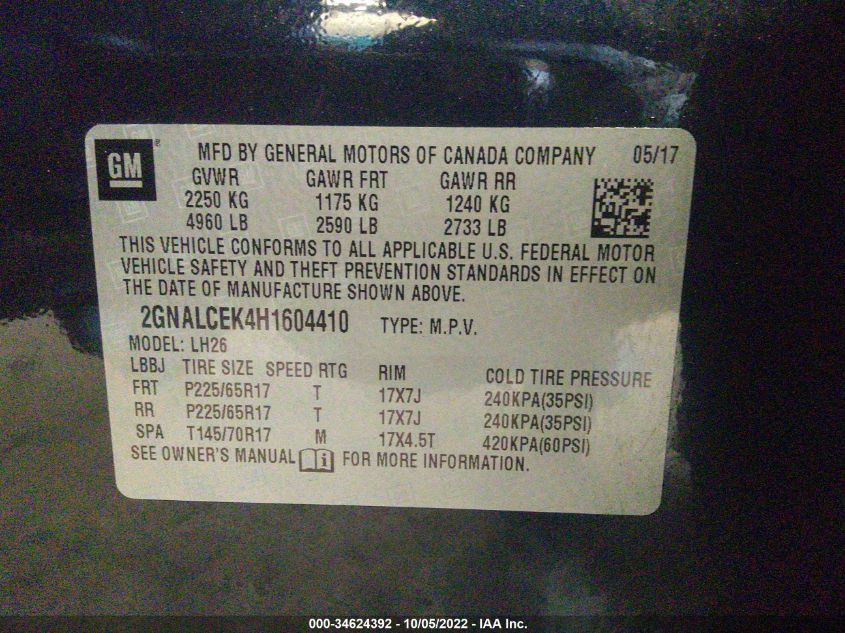 GM
MFD BY GENERAL MOTORS OF CANADA COMPANY 05/17
GVWR GAWR FRT GAWR RR
2250 KG 1175 KG 1240 KG
4960 LB 2590 LB 2733 LB
THIS VEHICLE CONFORMS TO ALL APPLICABLE U.S. FEDERAL MOTOR
VEHICLE SAFETY AND THEFT PREVENTION STANDARDS IN EFFECT ON
THE DATE OF MANUFACTURE SHOWN ABOVE.
2GNALCEK4H1604410 TYPE: M.P.V.
MODEL: LH26
LBBJ TIRE SIZE SPEED RTG RIM COLD TIRE PRESSURE
FRT P225/65R17 T 17X7J 240KPA(35PSI)
RR P225/65R17 T 17X7J 240KPA(35PSI)
SPA T145/70R17 M 17X4.5T 420KPA(60PSI)
SEE OWNER'S MANUAL i FOR MORE INFORMATION.
000-34624392 - 10/05/2022 - IAA Inc.